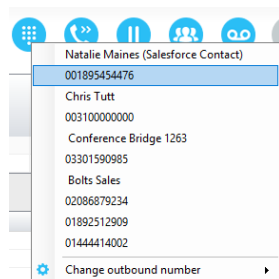 Natalie Maines (Salesforce Contact)
001895454476
Chris Tutt
003100000000
Conference Bridge 1263
03301590985
Bolts Sales
02086879234
01892512909
01444414002
Change outbound number